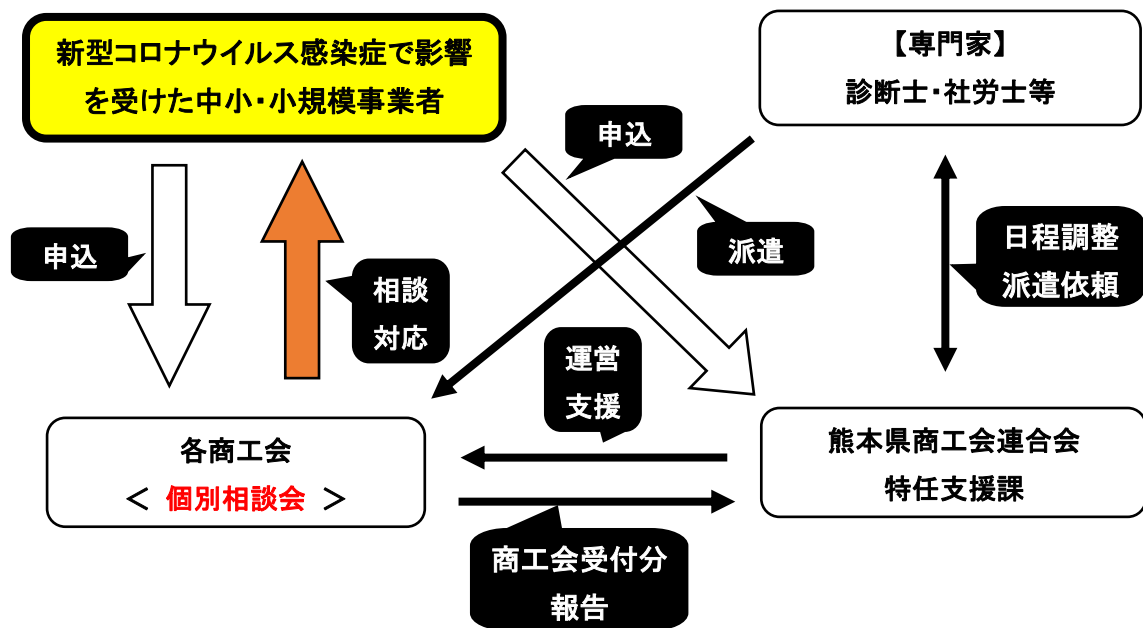 新型コロナウイルス感染症で影響
を受けた中小・小規模事業者
【専門家】
診断士・社労士等
申込
派遣
申込
相談
対応
日程調整
派遣依頼
運営
支援
各商工会
＜ 個別相談会 ＞
熊本県商工会連合会
特任支援課
商工会受付分
報告